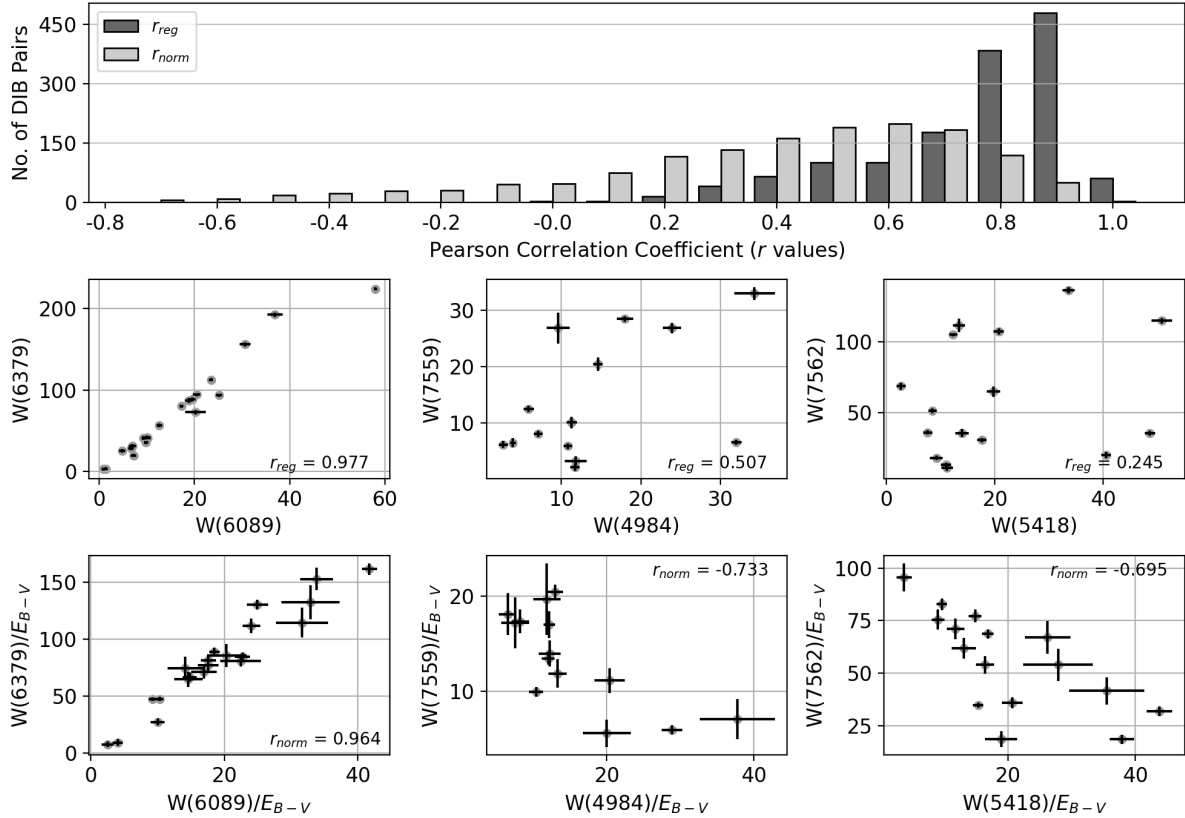 No. of DIB Pairs
450
300
150
0
r_reg
r_norm
-0.8 -0.6 -0.4 -0.2 -0.0 0.2 0.4 0.6 0.8 1.0
Pearson Correlation Coefficient (r values)
W(6379)
200
100
0
r_reg = 0.977
0 20 40 60
W(6089)
W(7559)
30
20
10
r_reg = 0.507
10 20 30
W(4984)
W(7562)
100
50
r_reg = 0.245
0 20 40
W(5418)
W(6379)/E_B−V
150
100
50
0
r_norm = 0.964
0 20 40
W(6089)/E_B−V
W(7559)/E_B−V
20
10
r_norm = -0.733
20 40
W(4984)/E_B−V
W(7562)/E_B−V
100
75
50
25
r_norm = -0.695
20 40
W(5418)/E_B−V